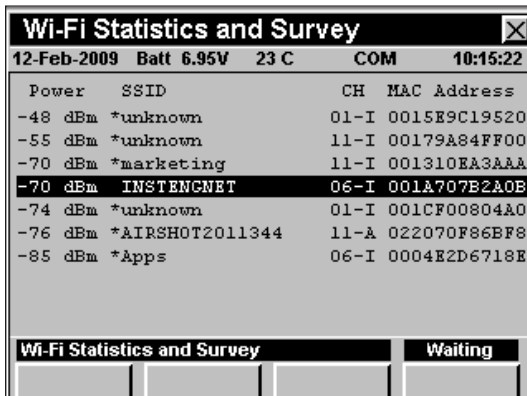 Wi-Fi Statistics and Survey
12-Feb-2009 Batt 6.95V 23 C COM 10:15:22
Power SSID CH MAC Address
-48 dBm *unknown 01-I 0015E9C19520
-55 dBm *unknown 11-I 00179A84FF00
-70 dBm *marketing 11-I 001310EA3AAA
-70 dBm INSTENGNET 06-I 001A707B2A0B
-74 dBm *unknown 01-I 001CF00804A0
-76 dBm *AIRSHOT2011344 11-A 022070F86BF8
-85 dBm *Apps 06-I 0004E2D6718E
Wi-Fi Statistics and Survey Waiting